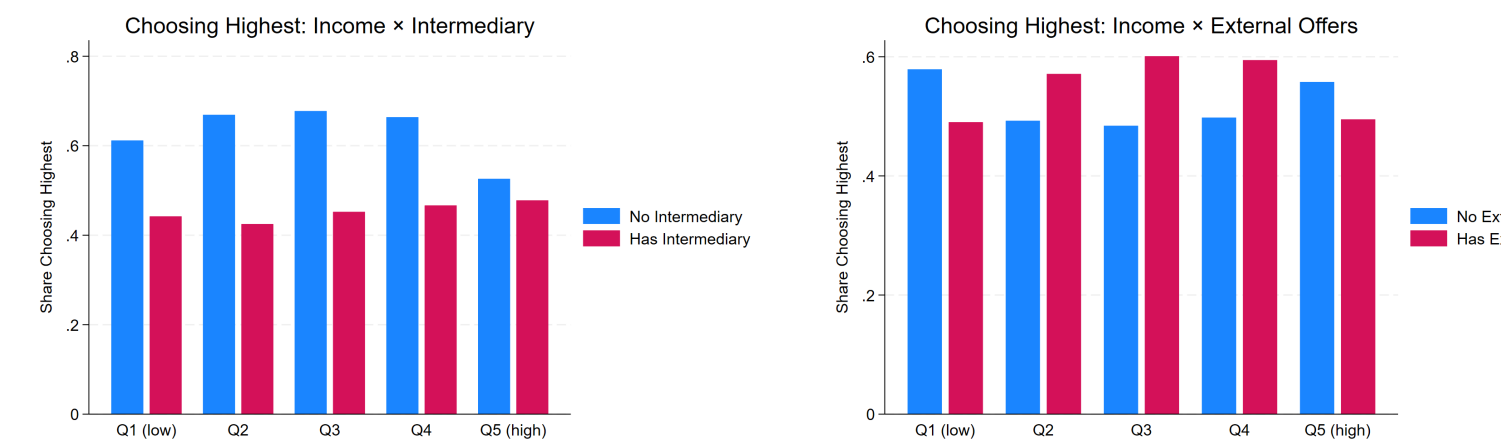 Choosing Highest: Income × Intermediary
Share Choosing Highest
.8
.6
.4
.2
0
Q1 (low) Q2 Q3 Q4 Q5 (high)
No Intermediary
Has Intermediary
Choosing Highest: Income × External Offers
Share Choosing Highest
.6
.4
.2
0
Q1 (low) Q2 Q3 Q4 Q5 (high)
No
Has